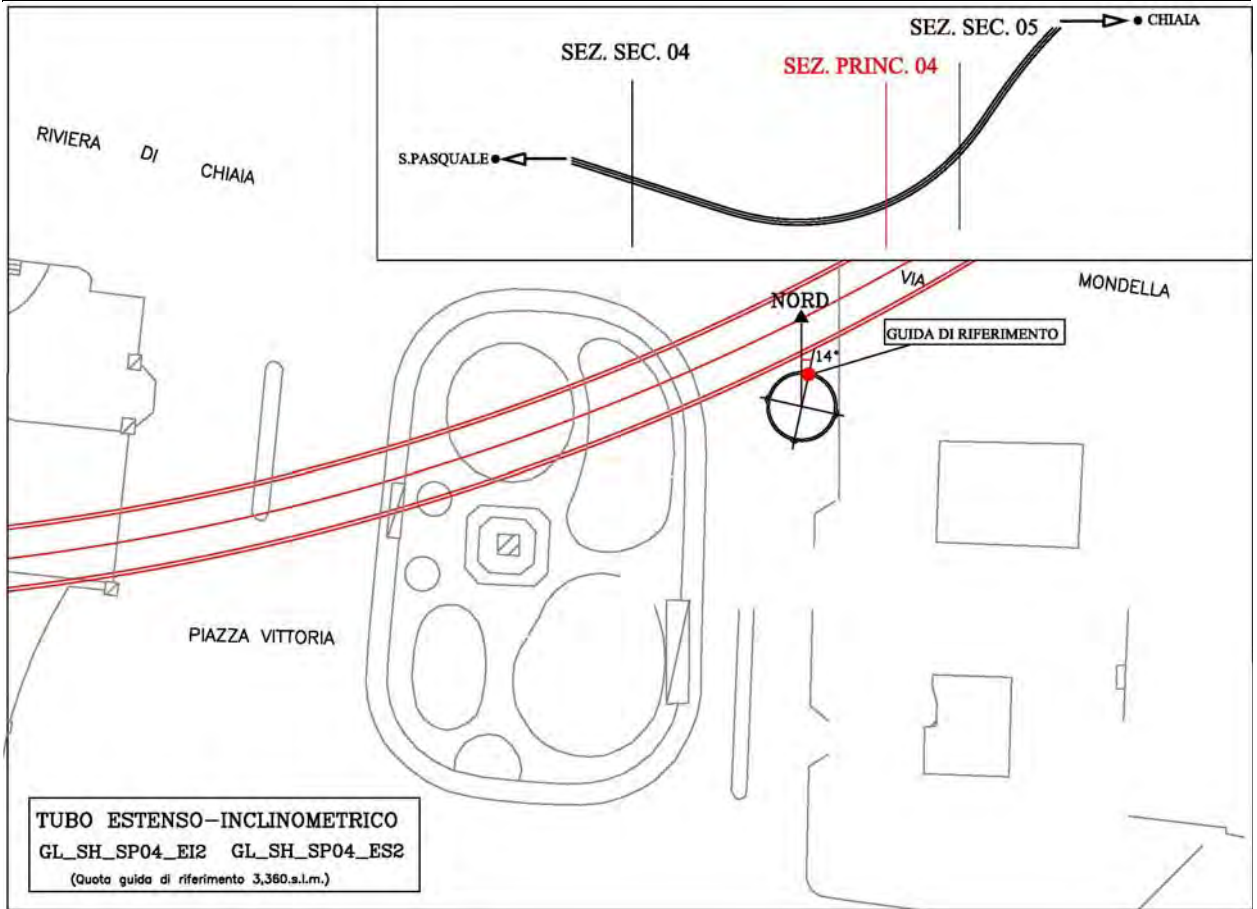 SEZ. SEC. 04
SEZ. PRINC. 04
SEZ. SEC. 05
CHIAIA
S.PASQUALE
RIVIERA DI CHIAIA
VIA MONDELLA
NORD
GUIDA DI RIFERIMENTO
14°
PIAZZA VITTORIA
TUBO ESTENSO-INCLINOMETRICO
GL_SH_SP04_EI2 GL_SH_SP04_ES2
(Quota guida di riferimento 3,360.s.l.m.)